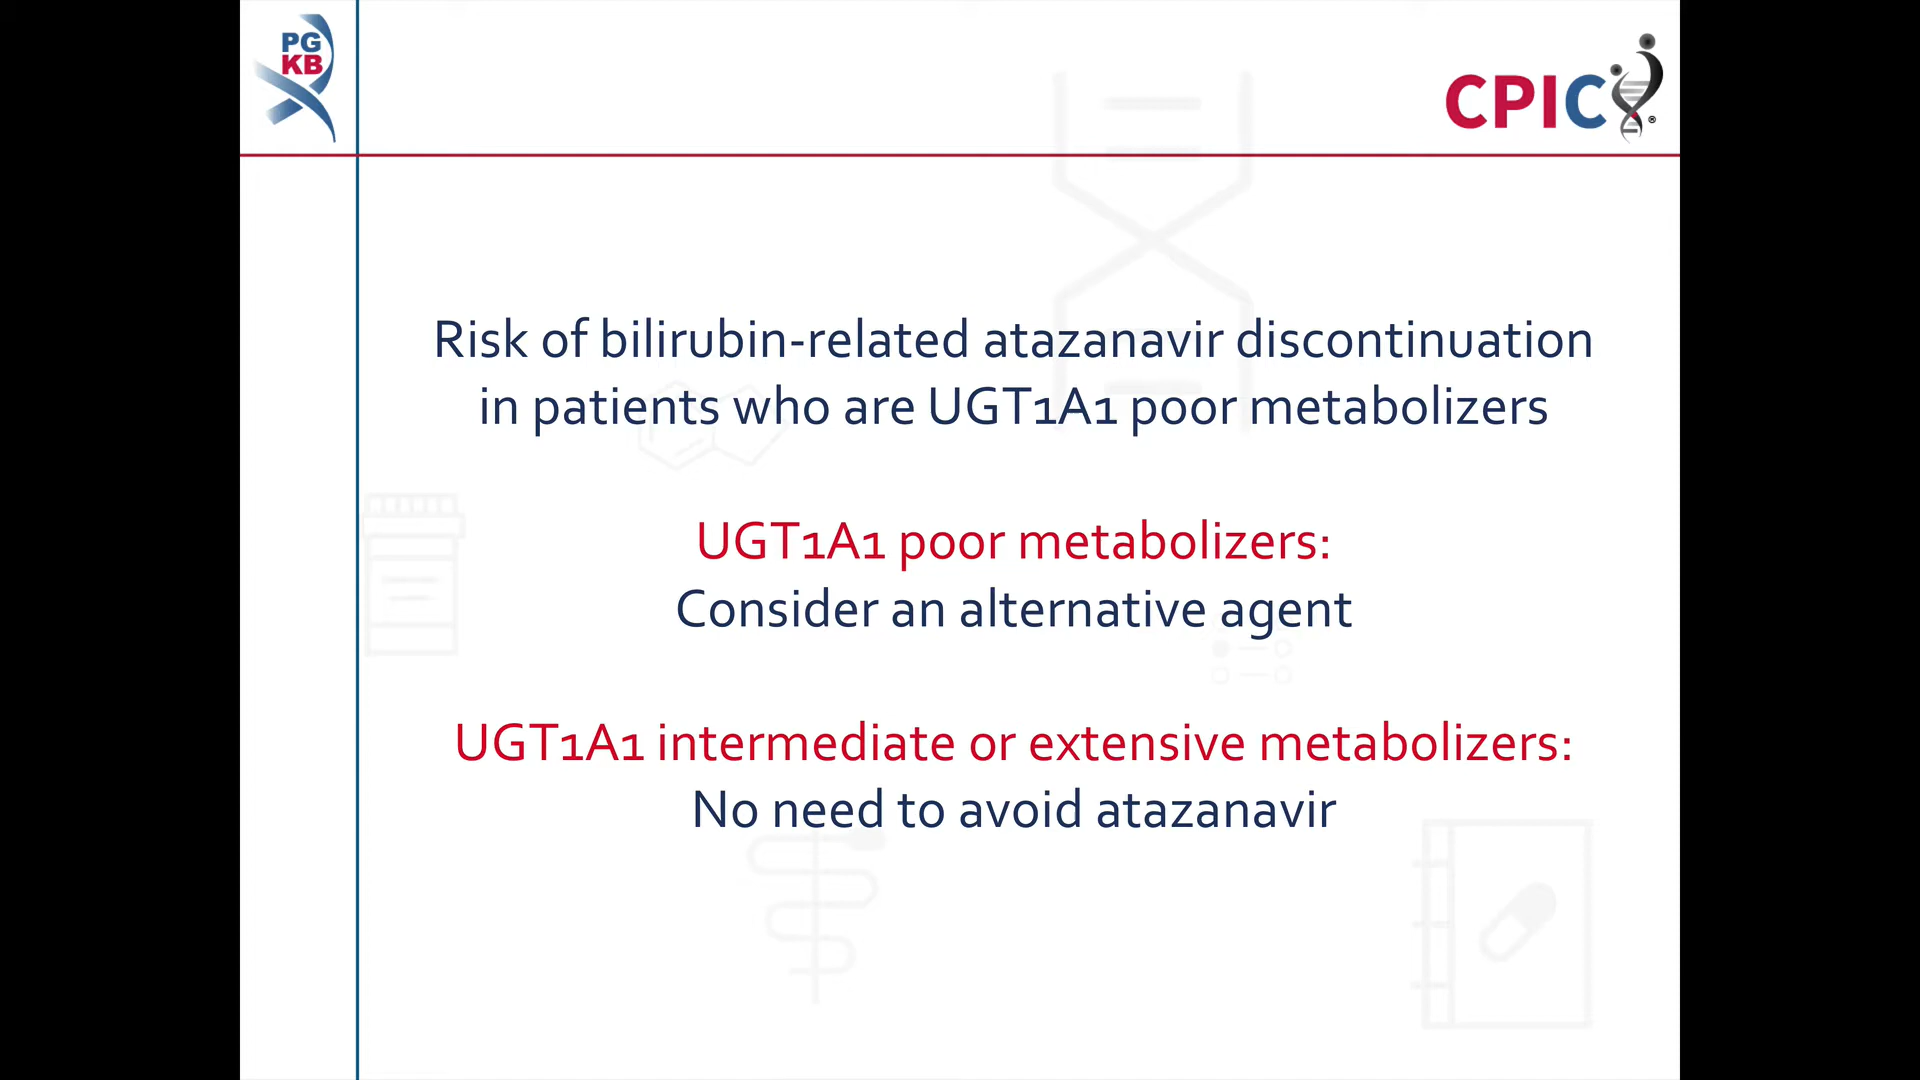 PG
KB
CPIC®
Risk of bilirubin-related atazanavir discontinuation
in patients who are UGT1A1 poor metabolizers
UGT1A1 poor metabolizers:
Consider an alternative agent
UGT1A1 intermediate or extensive metabolizers:
No need to avoid atazanavir